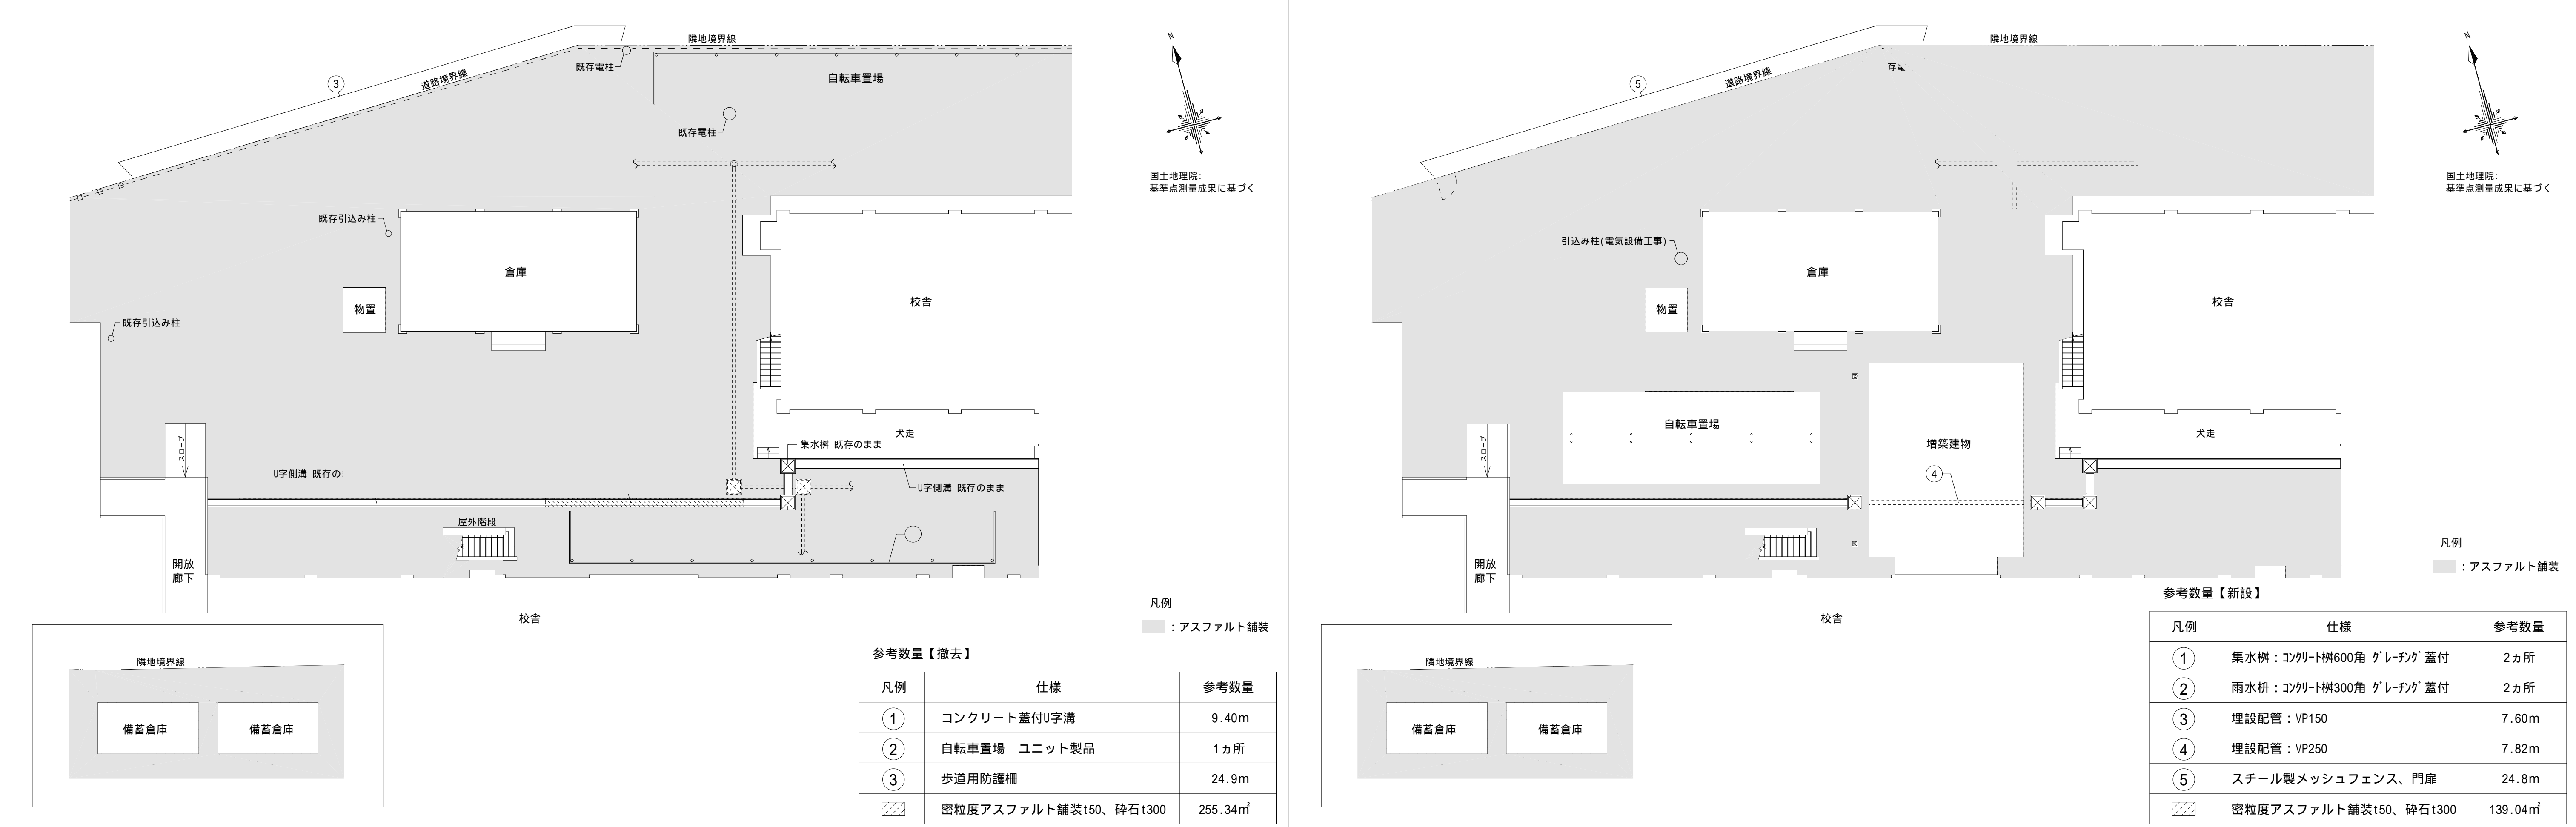 隣地境界線
道路境界線
既存電柱
自転車置場
既存電柱
③
N
国土地理院:
基準点測量成果に基づく
既存引込み柱
倉庫
物置
校舎
既存引込み柱
犬走
集水桝 既存のまま
スロープ
U字側溝 既存の
U字側溝 既存のまま
屋外階段
開放
廊下
校舎
凡例
：アスファルト舗装
隣地境界線
備蓄倉庫
備蓄倉庫
参考数量【撤去】
凡例 仕様 参考数量
① コンクリート蓋付U字溝 9.40m
② 自転車置場 ユニット製品 1ヵ所
③ 歩道用防護柵 24.9m
密粒度アスファルト舗装t50、砕石t300 255.34㎡
隣地境界線
道路境界線
存
⑤
N
国土地理院:
基準点測量成果に基づく
引込み柱(電気設備工事)
倉庫
物置
校舎
自転車置場
増築建物
④
犬走
スロープ
開放
廊下
校舎
凡例
：アスファルト舗装
隣地境界線
備蓄倉庫
備蓄倉庫
参考数量【新設】
凡例 仕様 参考数量
① 集水桝：ｺﾝｸﾘｰﾄ桝600角 ｸﾞﾚｰﾁﾝｸﾞ蓋付 2ヵ所
② 雨水枡：ｺﾝｸﾘｰﾄ桝300角 ｸﾞﾚｰﾁﾝｸﾞ蓋付 2ヵ所
③ 埋設配管：VP150 7.60m
④ 埋設配管：VP250 7.82m
⑤ スチール製メッシュフェンス、門扉 24.8m
密粒度アスファルト舗装t50、砕石t300 139.04㎡